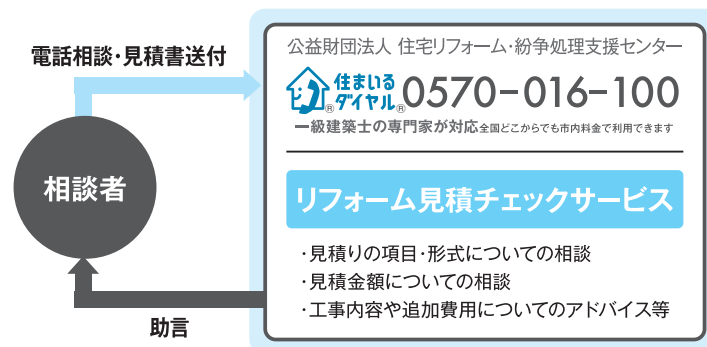 電話相談・見積書送付
相談者
助言
公益財団法人 住宅リフォーム・紛争処理支援センター
住まいる
ダイヤル
® ®
0570-016-100
一級建築士の専門家が対応 全国どこからでも市内料金で利用できます
リフォーム見積チェックサービス
・見積りの項目・形式についての相談
・見積金額についての相談
・工事内容や追加費用についてのアドバイス等